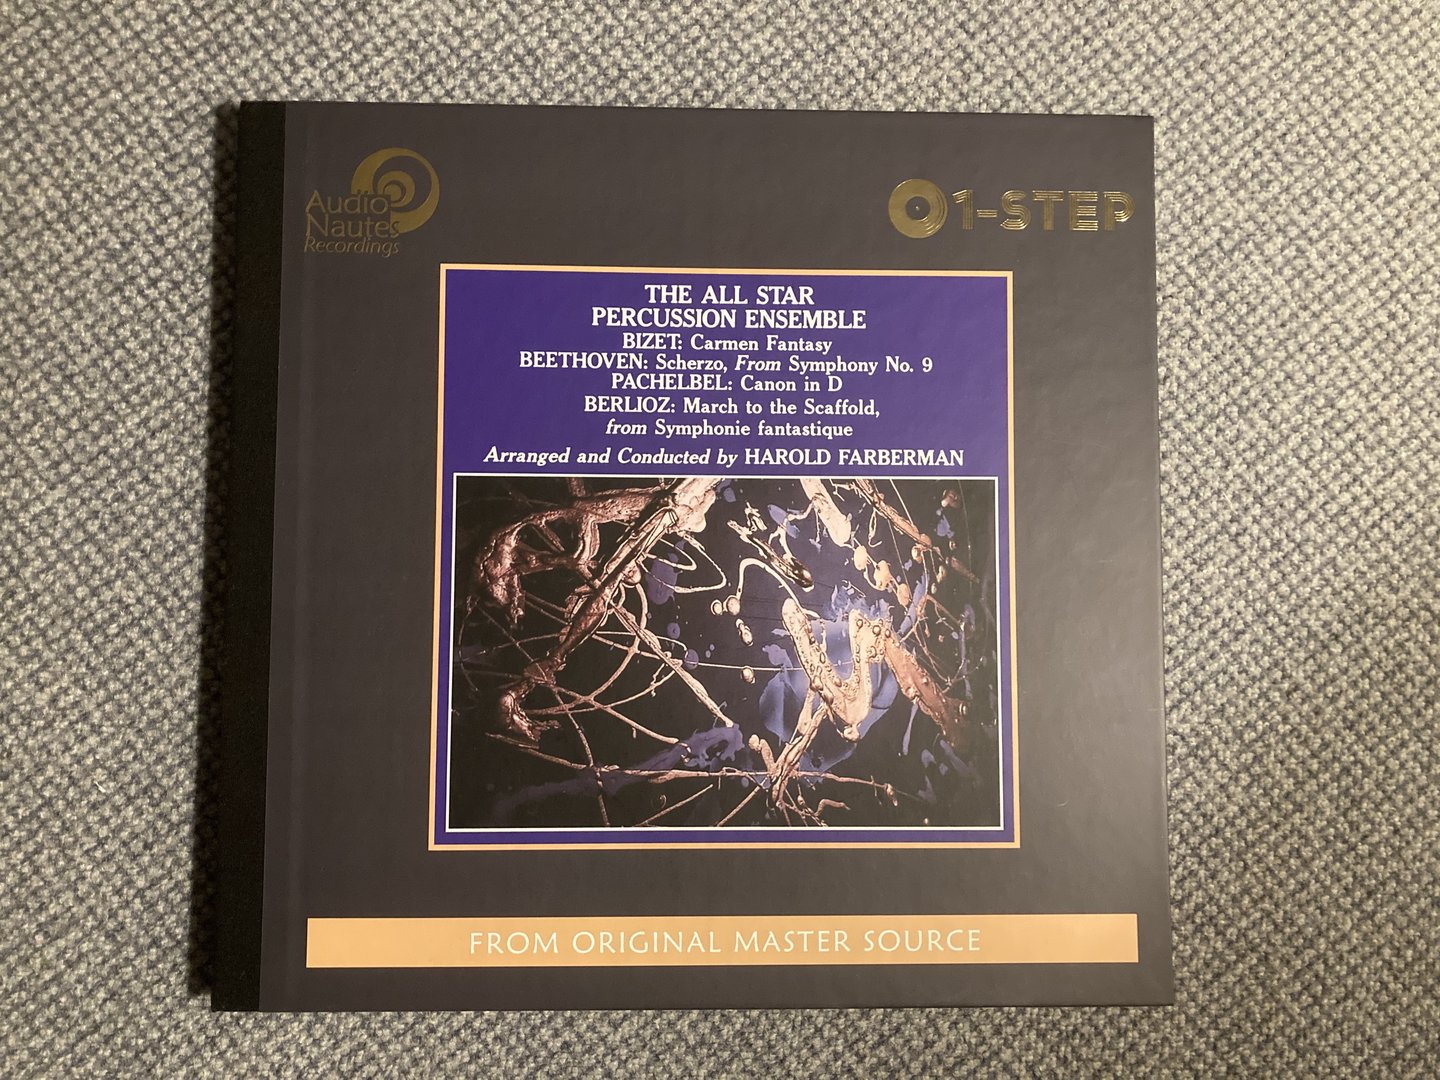 Audio
Nautes
Recordings
1-STEP
THE ALL STAR
PERCUSSION ENSEMBLE
BIZET: Carmen Fantasy
BEETHOVEN: Scherzo, From Symphony No. 9
PACHELBEL: Canon in D
BERLIOZ: March to the Scaffold,
from Symphonie fantastique
Arranged and Conducted by HAROLD FARBERMAN
FROM ORIGINAL MASTER SOURCE